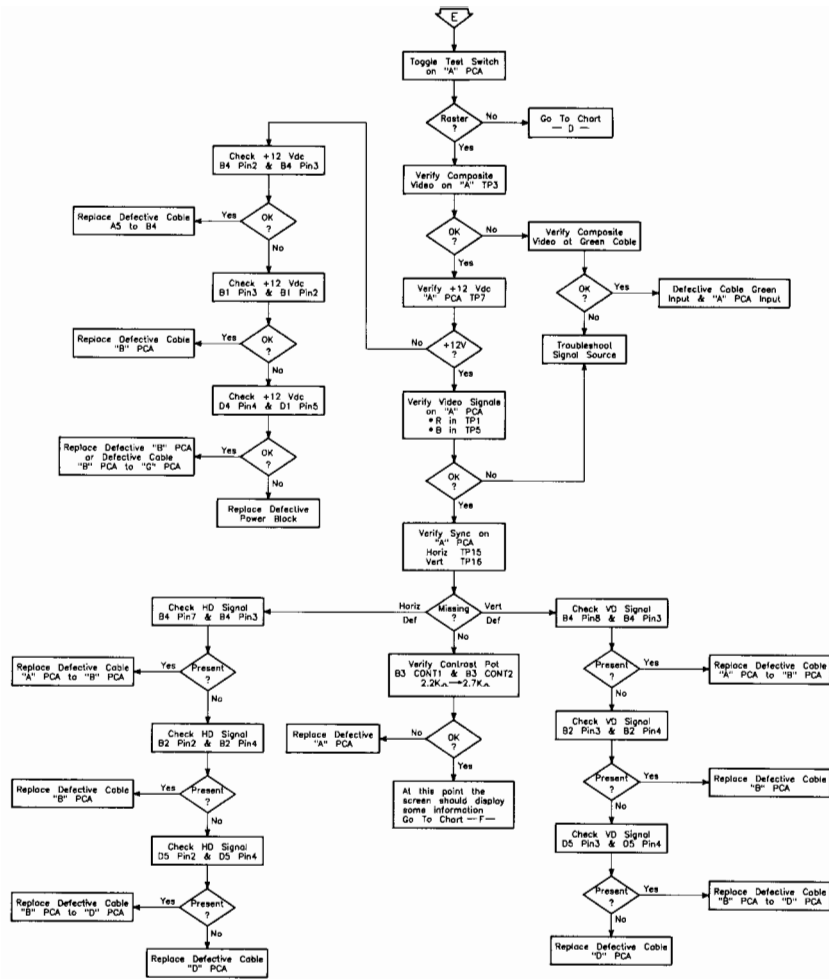 E
Toggle Test Switch
on "A" PCA
Raster
?
No
Yes
Go To Chart
— D —
Check +12 Vdc
B4 Pin2 & B4 Pin3
Verify Composite
Video on "A" TP3
Replace Defective Cable
A5 to B4
Yes
OK
?
No
OK
?
No
Yes
Verify Composite
Video at Green Cable
Check +12 Vdc
B1 Pin3 & B1 Pin2
Verify +12 Vdc
"A" PCA TP7
OK
?
Yes
No
Defective Cable Green
Input & "A" PCA Input
Replace Defective Cable
"B" PCA
Yes
OK
?
No
No
+12V
?
Yes
Troubleshoot
Signal Source
Check +12 Vdc
D4 Pin4 & D1 Pin5
Verify Video Signals
on "A" PCA
• R in TP1
• B in TP5
Replace Defective "B" PCA
or Defective Cable
"B" PCA to "G" PCA
Yes
OK
?
No
OK
?
No
Yes
Replace Defective
Power Block
Verify Sync on
"A" PCA
Horiz TP15
Vert TP16
Check HD Signal
B4 Pin7 & B4 Pin3
Horiz
Def
Missing
?
Vert
Def
No
Check VD Signal
B4 Pin8 & B4 Pin3
Replace Defective Cable
"A" PCA to "B" PCA
Yes
Present
?
No
Verify Contrast Pot
B3 CONT1 & B3 CONT2
2.2KΩ→2.7KΩ
Present
?
Yes
No
Replace Defective Cable
"A" PCA to "B" PCA
Check HD Signal
B2 Pin2 & B2 Pin4
Replace Defective
"A" PCA
No
OK
?
Yes
Check VD Signal
B2 Pin3 & B2 Pin4
Replace Defective Cable
"B" PCA
Yes
Present
?
No
At this point the
screen should display
some information
Go To Chart —F—
Present
?
Yes
No
Replace Defective Cable
"B" PCA
Check HD Signal
D5 Pin2 & D5 Pin4
Check VD Signal
D5 Pin3 & D5 Pin4
Replace Defective Cable
"B" PCA to "D" PCA
Yes
Present
?
No
Present
?
Yes
No
Replace Defective Cable
"B" PCA to "D" PCA
Replace Defective Cable
"D" PCA
Replace Defective Cable
"D" PCA